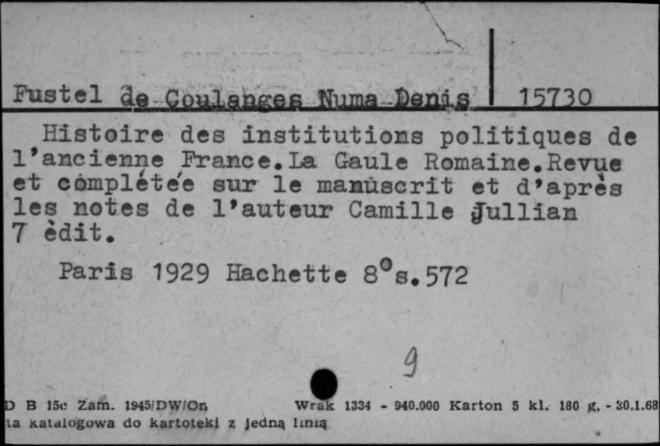 Fustel de Coulanges Numa Denis | 15730
Histoire des institutions politiques de
l'ancienne France.La Gaule Romaine.Revue
et complétée sur le manùscrit et d'après
les notes de l'auteur Camille Jullian
7 èdit.
Paris 1929 Hachette 8°s.572
9
D B 15c Zam. 1945/DW/On Wrak 1334 - 940.000 Karton 5 kl. 180 g. - 30.1.68
ta katalogowa do kartoteki z jedną linią